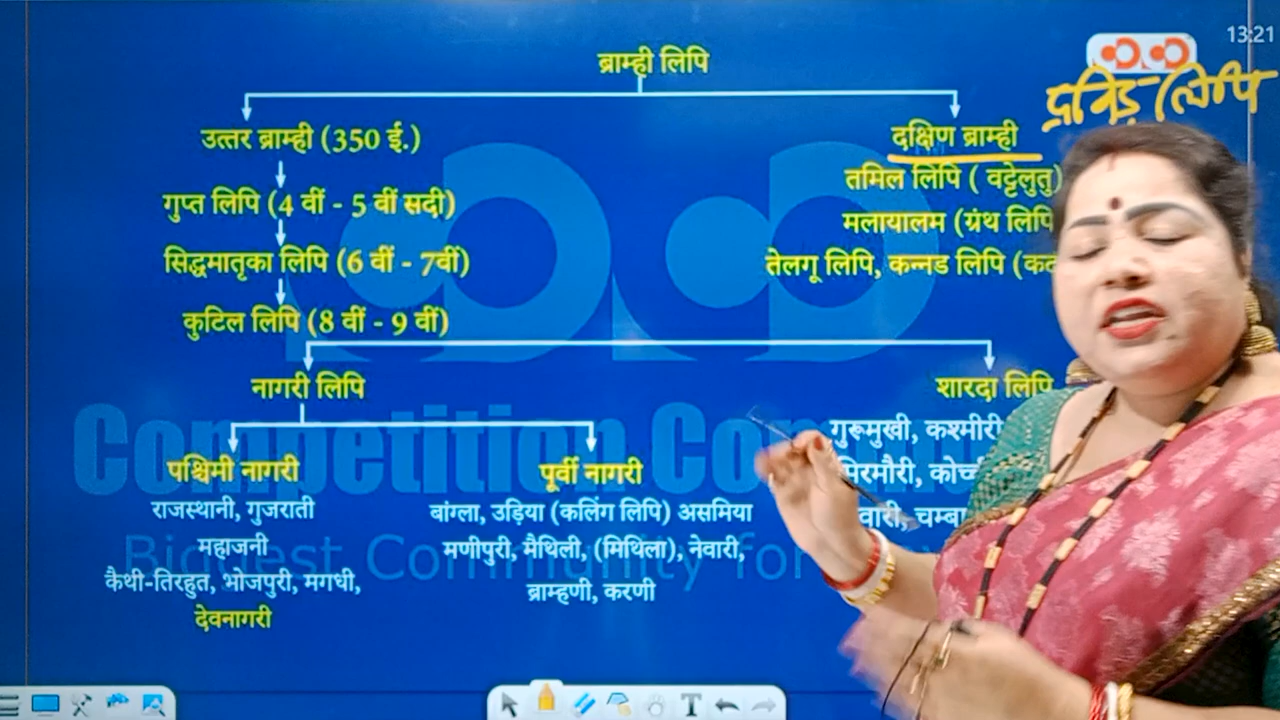 13:21
ब्राम्ही लिपि
द्रविड़ लिपि
उत्तर ब्राम्ही (350 ई.)
दक्षिण ब्राम्ही
तमिल लिपि ( वट्टेलुतु)
गुप्त लिपि (4 वीं - 5 वीं सदी)
मलायालम (ग्रंथ लिपि
सिद्धमातृका लिपि (6 वीं - 7वीं)
तेलगू लिपि, कन्नड लिपि
कुटिल लिपि (8 वीं - 9 वीं)
नागरी लिपि
शारदा लिपि
गुरूमुखी, कश्मीरी
पश्चिमी नागरी
पूर्वी नागरी
राजस्थानी, गुजराती
बांग्ला, उड़िया (कलिंग लिपि) असमिया
महाजनी
मणीपुरी, मैथिली, (मिथिला), नेवारी,
कैथी-तिरहुत, भोजपुरी, मगधी,
ब्राम्हणी, करणी
देवनागरी
Competition
Biggest Community for